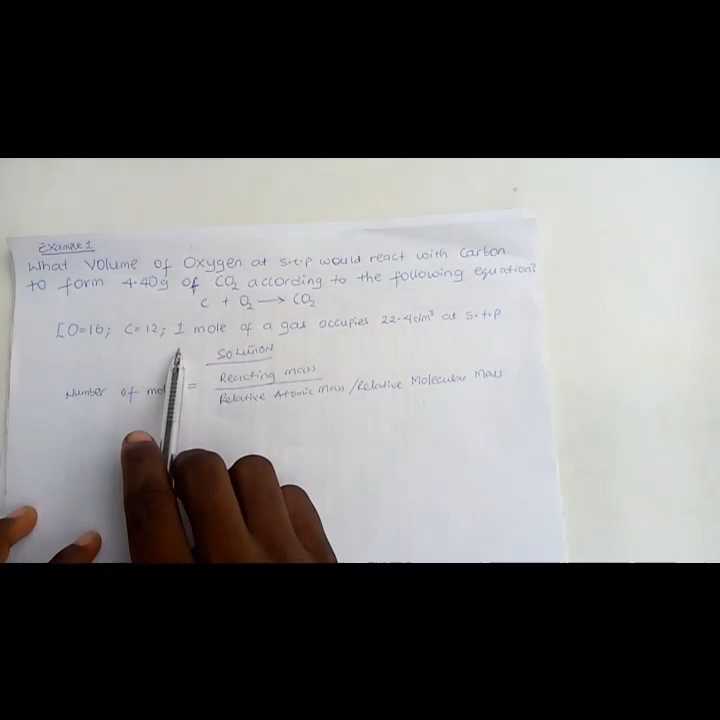 Example 1
What Volume of Oxygen at s.t.p would react with Carbon
to form 4.40g of CO₂ according to the following equation?
C + O₂ → CO₂
[O=16; C=12; 1 mole of a gas occupies 22.4dm³ at s.t.p
SOLUTION
Number of = Reacting mass
Relative Atomic Mass /Relative Molecular Mass